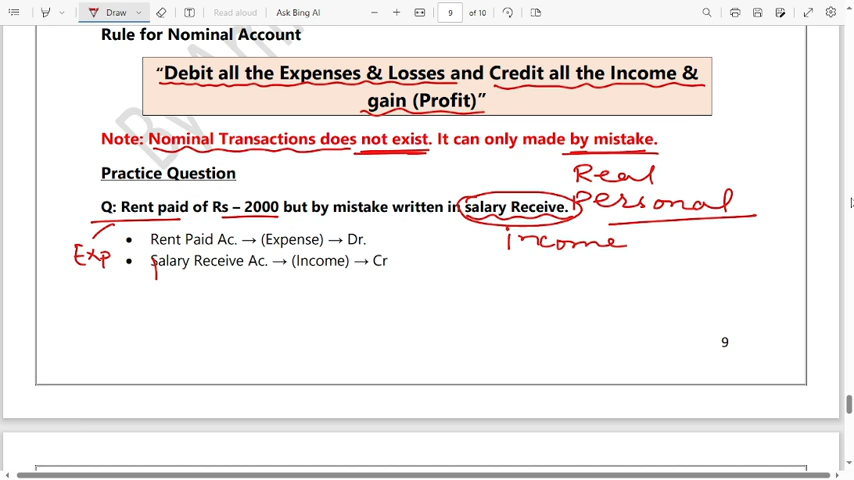 Draw
Read aloud
Ask Bing AI
9
of 10
Rule for Nominal Account
“Debit all the Expenses & Losses and Credit all the Income &
gain (Profit)”
Note: Nominal Transactions does not exist. It can only made by mistake.
Real
Practice Question
Personal
Q: Rent paid of Rs – 2000 but by mistake written in salary Receive.
income
Exp
• Rent Paid Ac. → (Expense) → Dr.
• Salary Receive Ac. → (Income) → Cr
9